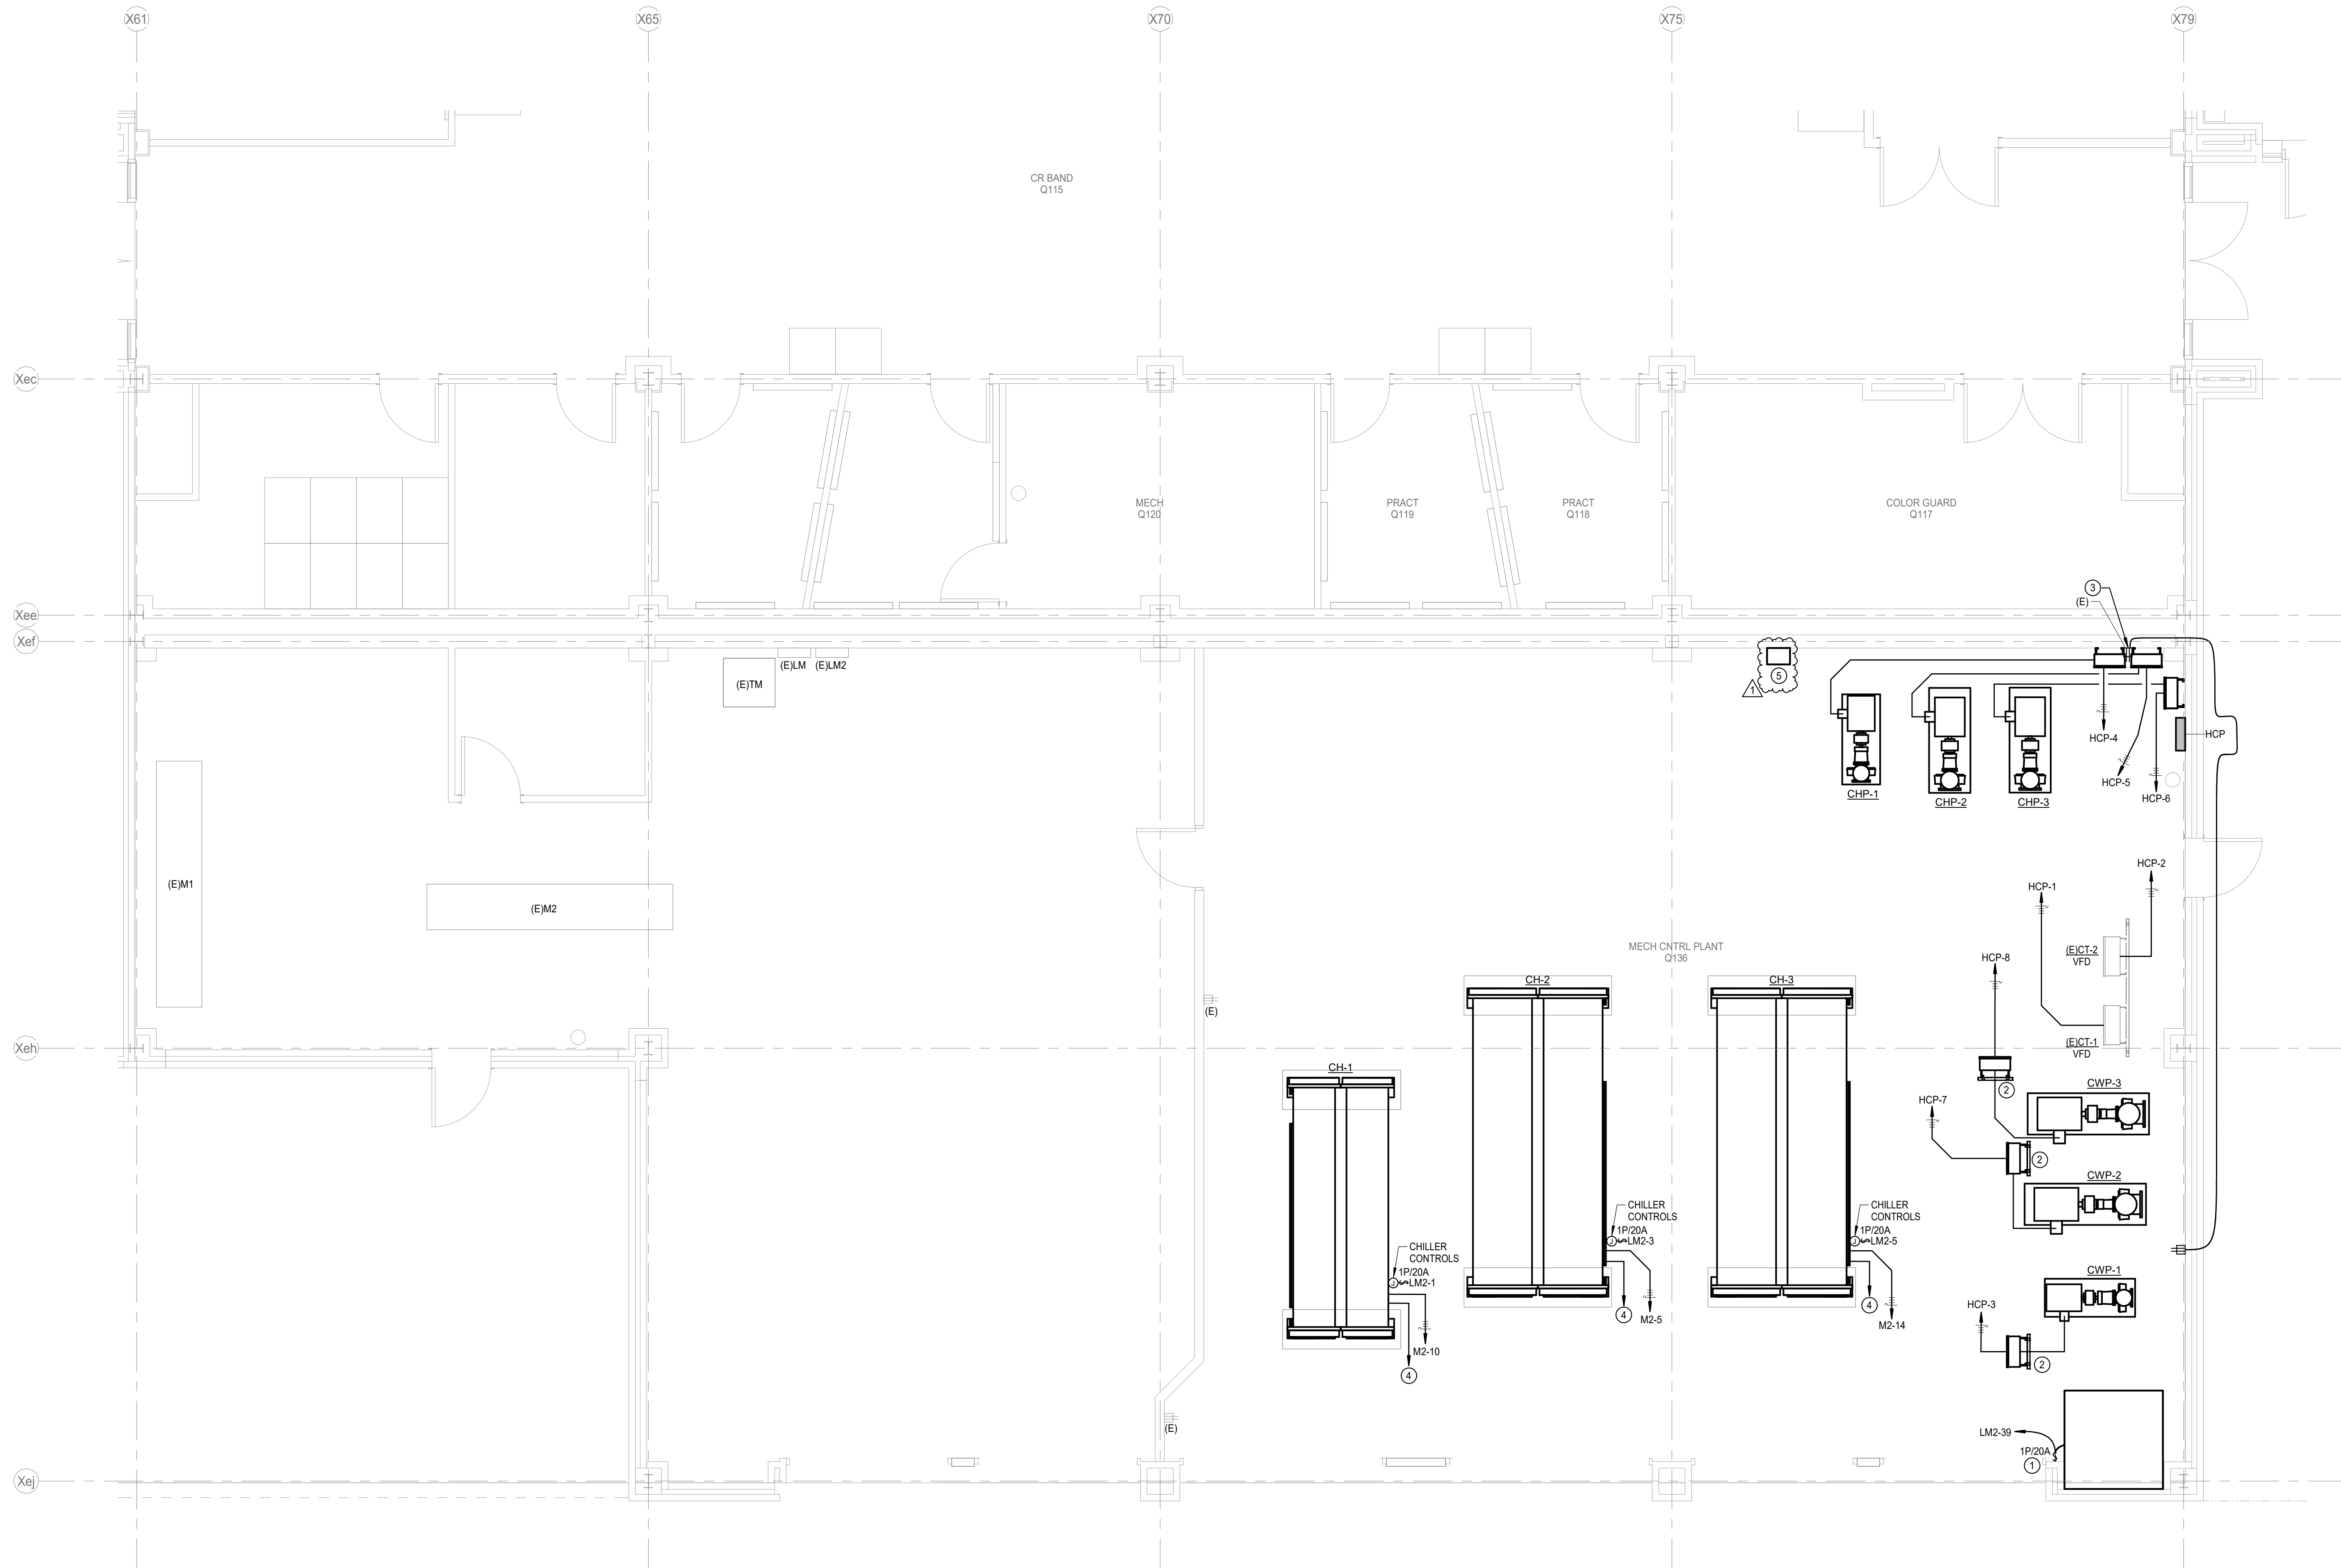 X61
X65
X70
X75
X79
CR BAND
Q115
Xec
MECH
Q120
PRACT
Q119
PRACT
Q118
COLOR GUARD
Q117
3
(E)
Xee
Xef
(E)TM
(E)LM
(E)LM2
5
1
HCP-4
HCP
HCP-5
HCP-6
CHP-1
CHP-2
CHP-3
(E)M1
(E)M2
HCP-2
HCP-1
MECH CNTRL PLANT
Q136
(E)CT-2
VFD
HCP-8
CH-2
CH-3
(E)
Xeh
(E)CT-1
VFD
CH-1
2
CWP-3
HCP-7
2
CWP-2
CHILLER
CONTROLS
1P/20A
J
LM2-3
CHILLER
CONTROLS
1P/20A
J
LM2-5
CHILLER
CONTROLS
1P/20A
J
LM2-1
CWP-1
4
M2-5
4
M2-14
HCP-3
M2-10
4
2
(E)
LM2-39
1P/20A
1
Xej